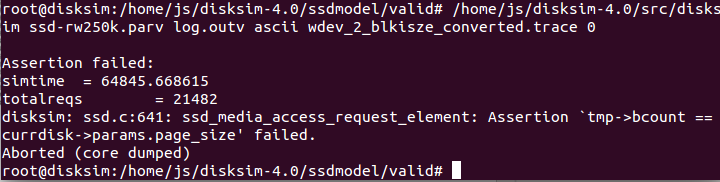 root@disksim:/home/js/disksim-4.0/ssdmodel/valid# /home/js/disksim-4.0/src/disks
im ssd-rw250k.parv log.outv ascii wdev_2_blkisze_converted.trace 0
Assertion failed:
simtime  = 64845.668615
totalreqs       = 21482
disksim: ssd.c:641: ssd_media_access_request_element: Assertion `tmp->bcount ==
currdisk->params.page_size' failed.
Aborted (core dumped)
root@disksim:/home/js/disksim-4.0/ssdmodel/valid#